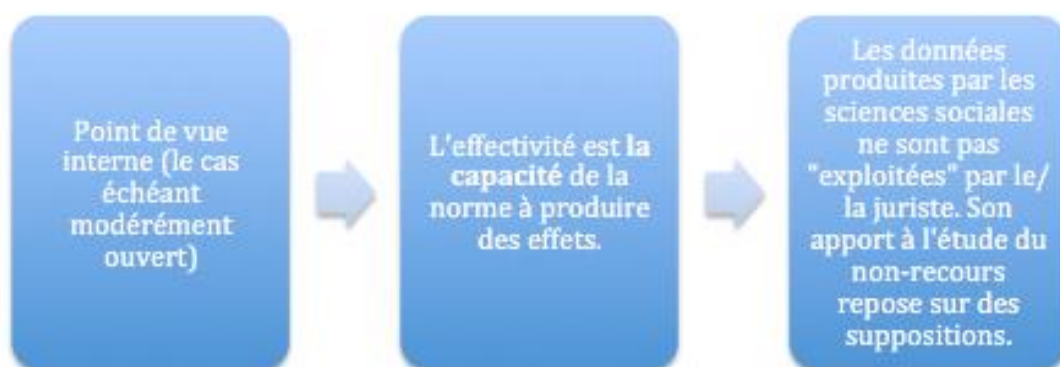 Point de vue
interne (le cas
échéant
modérément
ouvert)
L'effectivité est la
capacité de la
norme à produire
des effets.
Les données
produites par les
sciences sociales
ne sont pas
"exploitées" par le/
la juriste. Son
apport à l'étude du
non-recours
repose sur des
suppositions.